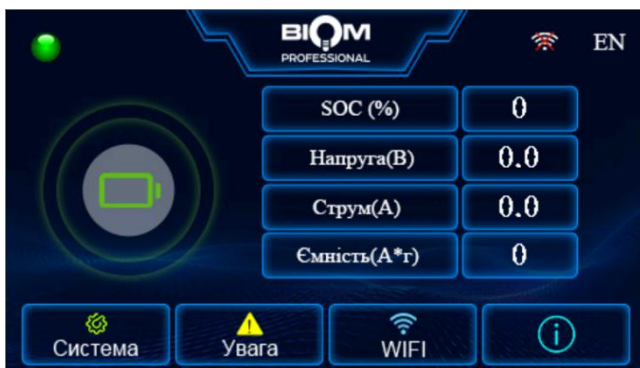 BIOM
PROFESSIONAL
EN
SOC (%) 0
Напруга(В) 0.0
Струм(А) 0.0
Ємність(А*г) 0
Система Увага WIFI i